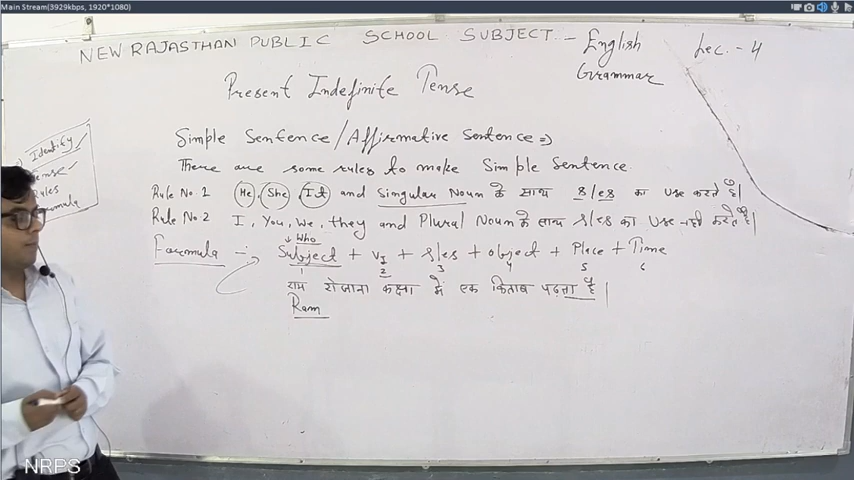 Main Stream(3929kbps, 1920*1080)
NEW RAJASTHAN PUBLIC SCHOOL SUBJECT - English Grammar
Lec. - 4
Present Indefinite Tense
Identify
Tense
Rules
Formula
Simple Sentence/Affirmative Sentence ⇒
There are some rules to make Simple Sentence.
Rule No. 1 He, She, It and Singular Noun के साथ s/es का use करते है|
Rule No. 2 I, You, We, they and Plural Noun के साथ s/es का Use नहीं करते है|
Who
Formula :- Subject + V1 + s/es + object + Place + Time
1 2 3 4 5 6
राम रोजाना कक्षा में एक किताब पढ़ता है|
Ram
NRPS